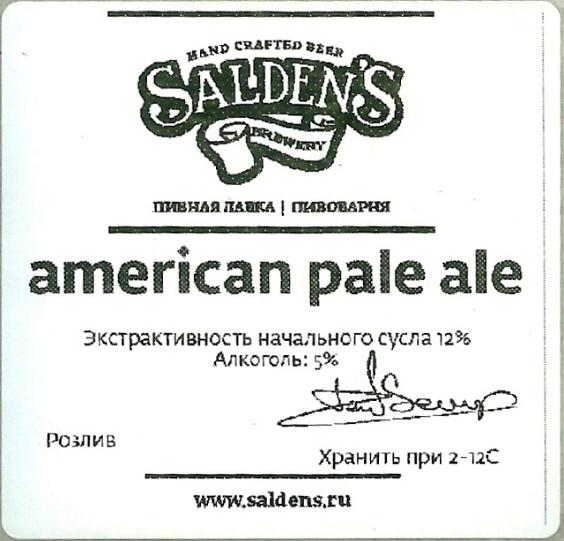 HAND CRAFTED BEER
SALDEN'S
BREWERY
ПИВНАЯ ЛАВКА | ПИВОВАРНЯ
american pale ale
Экстрактивность начального сусла 12%
Алкоголь: 5%
Розлив
Хранить при 2-12С
www.saldens.ru